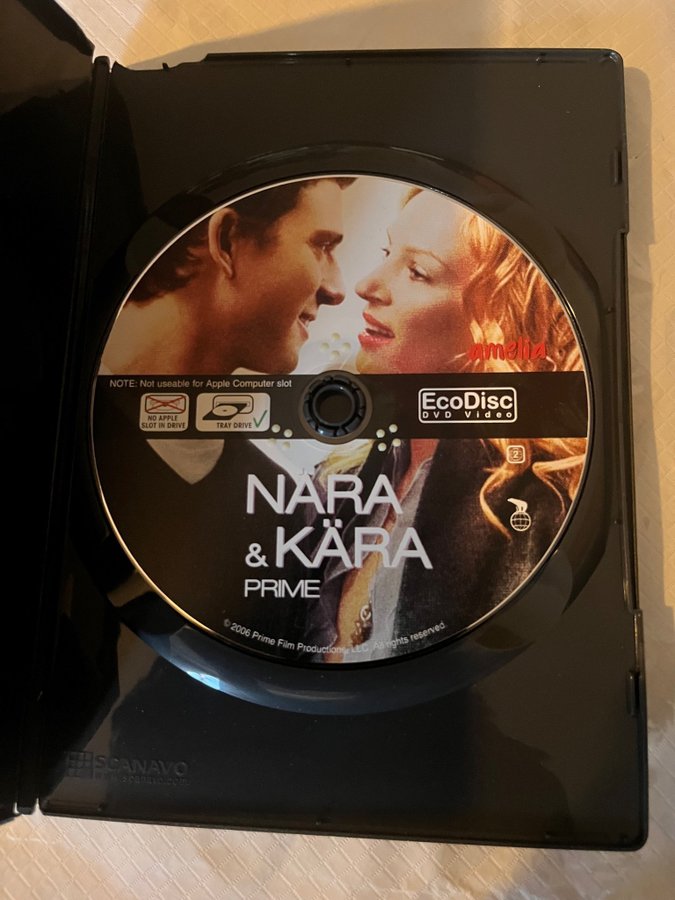 amelia
NOTE: Not useable for Apple Computer slot
NO APPLE
SLOT IN DRIVE
TRAY DRIVE
EcoDisc
DVD Video
2
NÄRA
& KÄRA
PRIME
© 2006 Prime Film Productions, LLC. All rights reserved.
SCANAVO